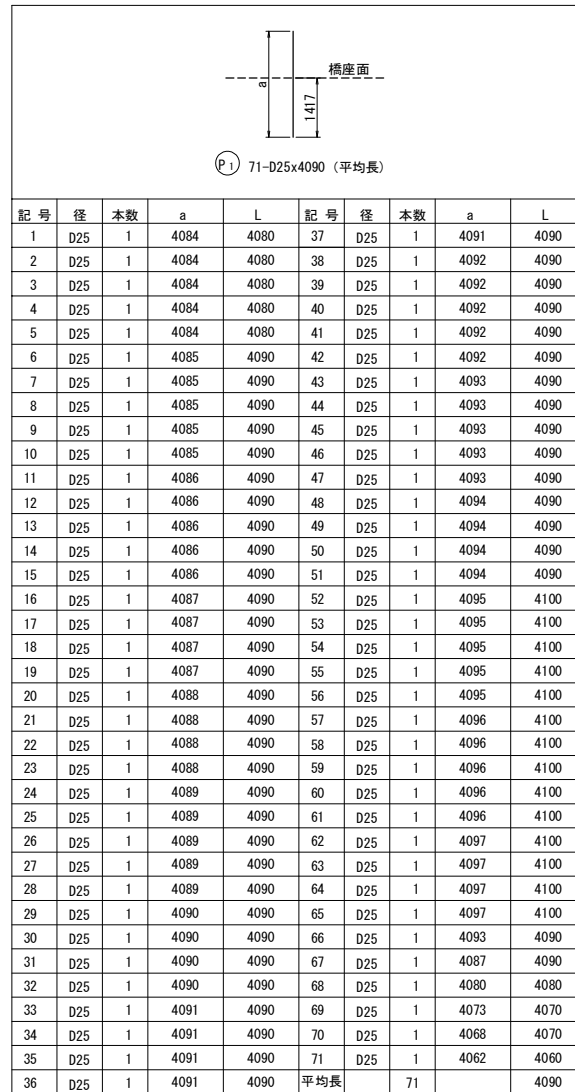 橋座面
a
1417
P1 71-D25x4090 (平均長)
記 号 径 本数 a L 記 号 径 本数 a L
1 D25 1 4084 4080 37 D25 1 4091 4090
2 D25 1 4084 4080 38 D25 1 4092 4090
3 D25 1 4084 4080 39 D25 1 4092 4090
4 D25 1 4084 4080 40 D25 1 4092 4090
5 D25 1 4084 4080 41 D25 1 4092 4090
6 D25 1 4085 4090 42 D25 1 4092 4090
7 D25 1 4085 4090 43 D25 1 4093 4090
8 D25 1 4085 4090 44 D25 1 4093 4090
9 D25 1 4085 4090 45 D25 1 4093 4090
10 D25 1 4085 4090 46 D25 1 4093 4090
11 D25 1 4086 4090 47 D25 1 4093 4090
12 D25 1 4086 4090 48 D25 1 4094 4090
13 D25 1 4086 4090 49 D25 1 4094 4090
14 D25 1 4086 4090 50 D25 1 4094 4090
15 D25 1 4086 4090 51 D25 1 4094 4090
16 D25 1 4087 4090 52 D25 1 4095 4100
17 D25 1 4087 4090 53 D25 1 4095 4100
18 D25 1 4087 4090 54 D25 1 4095 4100
19 D25 1 4087 4090 55 D25 1 4095 4100
20 D25 1 4088 4090 56 D25 1 4095 4100
21 D25 1 4088 4090 57 D25 1 4096 4100
22 D25 1 4088 4090 58 D25 1 4096 4100
23 D25 1 4088 4090 59 D25 1 4096 4100
24 D25 1 4089 4090 60 D25 1 4096 4100
25 D25 1 4089 4090 61 D25 1 4096 4100
26 D25 1 4089 4090 62 D25 1 4097 4100
27 D25 1 4089 4090 63 D25 1 4097 4100
28 D25 1 4089 4090 64 D25 1 4097 4100
29 D25 1 4090 4090 65 D25 1 4097 4100
30 D25 1 4090 4090 66 D25 1 4093 4090
31 D25 1 4090 4090 67 D25 1 4087 4090
32 D25 1 4090 4090 68 D25 1 4080 4080
33 D25 1 4091 4090 69 D25 1 4073 4070
34 D25 1 4091 4090 70 D25 1 4068 4070
35 D25 1 4091 4090 71 D25 1 4062 4060
36 D25 1 4091 4090 平均長 71 4090